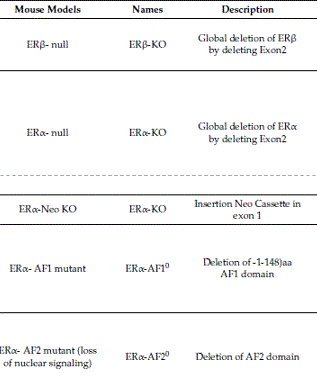 Mouse Models Names Description
ERβ- null ERβ-KO Global deletion of ERβ
by deleting Exon2
ERα- null ERα-KO Global deletion of ERα
by deleting Exon2
ERα-Neo KO ERα-KO Insertion Neo Cassette in
exon 1
ERα- AF1 mutant ERα-AF1⁰ Deletion of -1-148)aa
AF1 domain
ERα- AF2 mutant (loss
of nuclear signaling) ERα-AF2⁰ Deletion of AF2 domain